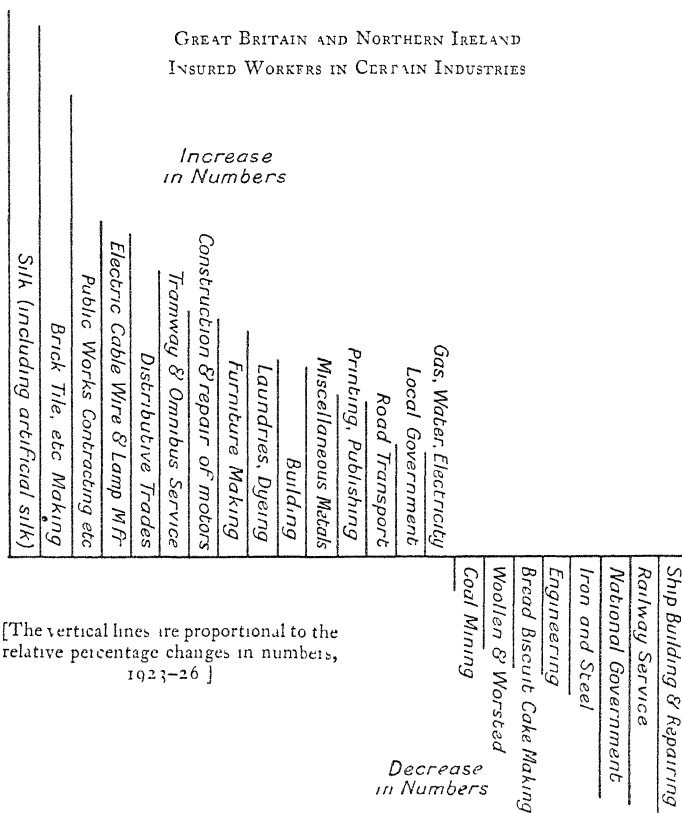 GREAT BRITAIN AND NORTHERN IRELAND
INSURED WORKERS IN CERTAIN INDUSTRIES
Increase
in Numbers
Silk (including artificial silk)
Brick Tile, etc Making
Public Works Contracting etc
Electric Cable Wire & Lamp Mfr
Distributive Trades
Tramway & Omnibus Service
Construction & repair of motors
Furniture Making
Laundries, Dyeing
Building
Miscellaneous Metals
Printing, Publishing
Road Transport
Local Government
Gas, Water, Electricity
Coal Mining
Woollen & Worsted
Bread Biscuit Cake Making
Engineering
Iron and Steel
National Government
Railway Service
Ship Building & Repairing
[The vertical lines are proportional to the
relative percentage changes in numbers,
1923–26 ]
Decrease
in Numbers